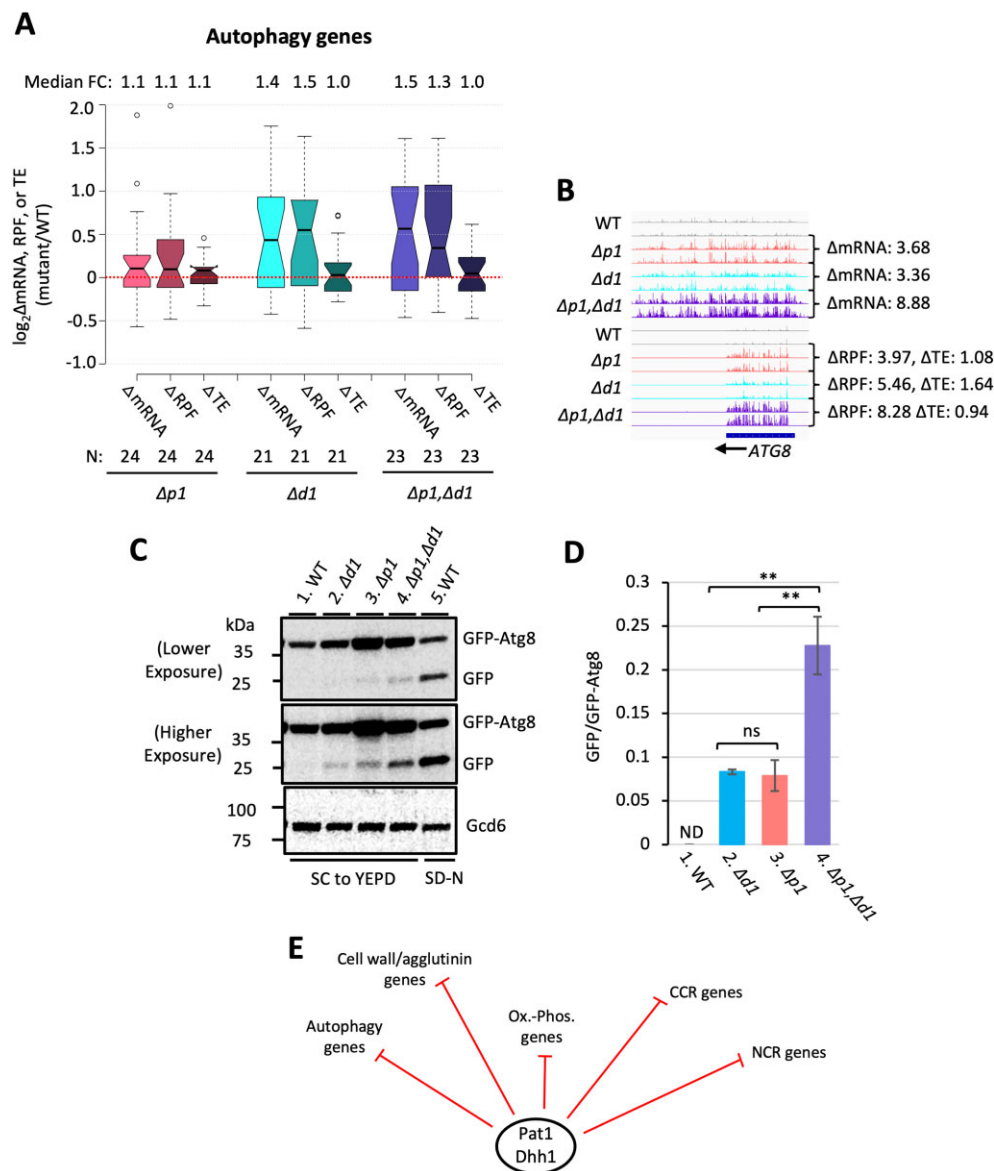 A
Autophagy genes
Median FC: 1.1 1.1 1.1 1.4 1.5 1.0 1.5 1.3 1.0
log₂ΔmRNA, RPF, or TE
(mutant/WT)
2.0
1.5
1.0
0.5
0
-0.5
-1.0
ΔmRNA ΔRPF ΔTE ΔmRNA ΔRPF ΔTE ΔmRNA ΔRPF ΔTE
N: 24 24 24 21 21 21 23 23 23
Δp1 Δd1 Δp1,Δd1
B
WT
Δp1 ΔmRNA: 3.68
Δd1 ΔmRNA: 3.36
Δp1,Δd1 ΔmRNA: 8.88
WT
Δp1 ΔRPF: 3.97, ΔTE: 1.08
Δd1 ΔRPF: 5.46, ΔTE: 1.64
Δp1,Δd1 ΔRPF: 8.28 ΔTE: 0.94
ATG8
C
1. WT 2. Δd1 3. Δp1 4. Δp1,Δd1 5.WT
kDa
(Lower
Exposure)
35
25
GFP-Atg8
GFP
(Higher
Exposure)
35
25
GFP-Atg8
GFP
100
75
Gcd6
SC to YEPD SD-N
D
GFP/GFP-Atg8
0.3
0.25
0.2
0.15
0.1
0.05
0
**
**
ns
ND
1. WT 2. Δd1 3. Δp1 4. Δp1,Δd1
E
Cell wall/agglutinin
genes
Autophagy
genes
Ox.-Phos.
genes
CCR genes
NCR genes
Pat1
Dhh1